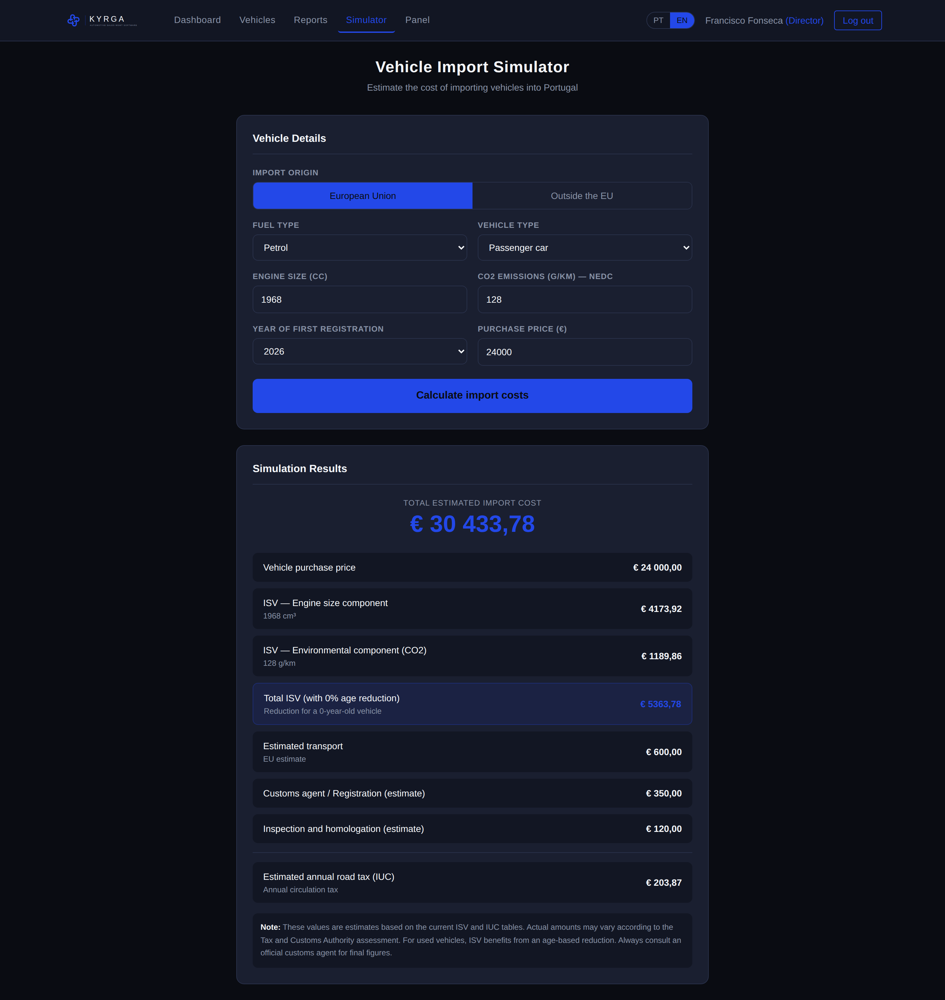 KYRGA
AUTOMOTIVE SALES MGMT SOFTWARE
Dashboard
Vehicles
Reports
Simulator
Panel
PT
EN
Francisco Fonseca (Director)
Log out
Vehicle Import Simulator
Estimate the cost of importing vehicles into Portugal
Vehicle Details
IMPORT ORIGIN
European Union
Outside the EU
FUEL TYPE
VEHICLE TYPE
Petrol
Passenger car
ENGINE SIZE (CC)
CO2 EMISSIONS (G/KM) — NEDC
1968
128
YEAR OF FIRST REGISTRATION
PURCHASE PRICE (€)
2026
24000
Calculate import costs
Simulation Results
TOTAL ESTIMATED IMPORT COST
€ 30 433,78
Vehicle purchase price
€ 24 000,00
ISV — Engine size component
1968 cm³
€ 4173,92
ISV — Environmental component (CO2)
128 g/km
€ 1189,86
Total ISV (with 0% age reduction)
Reduction for a 0-year-old vehicle
€ 5363,78
Estimated transport
EU estimate
€ 600,00
Customs agent / Registration (estimate)
€ 350,00
Inspection and homologation (estimate)
€ 120,00
Estimated annual road tax (IUC)
Annual circulation tax
€ 203,87
Note: These values are estimates based on the current ISV and IUC tables. Actual amounts may vary according to the
Tax and Customs Authority assessment. For used vehicles, ISV benefits from an age-based reduction. Always consult an
official customs agent for final figures.